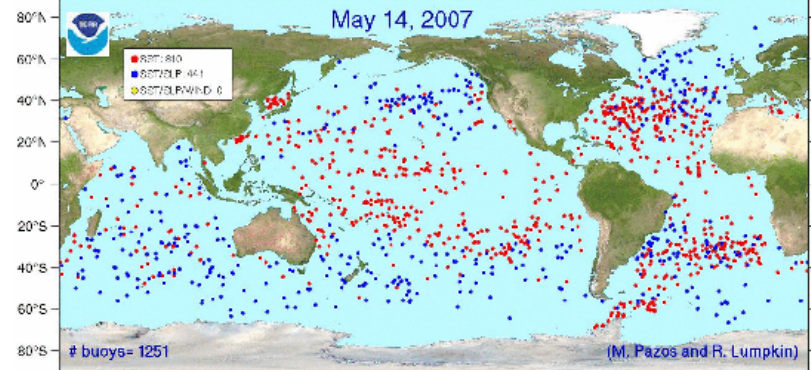 May 14, 2007
80°N
60°N
40°N
20°N
0°
20°S
40°S
60°S
80°S
NOAA
SST: 810
SST/SLP: 441
SST/SLP/WIND: 0
# buoys= 1251
(M. Pazos and R. Lumpkin)